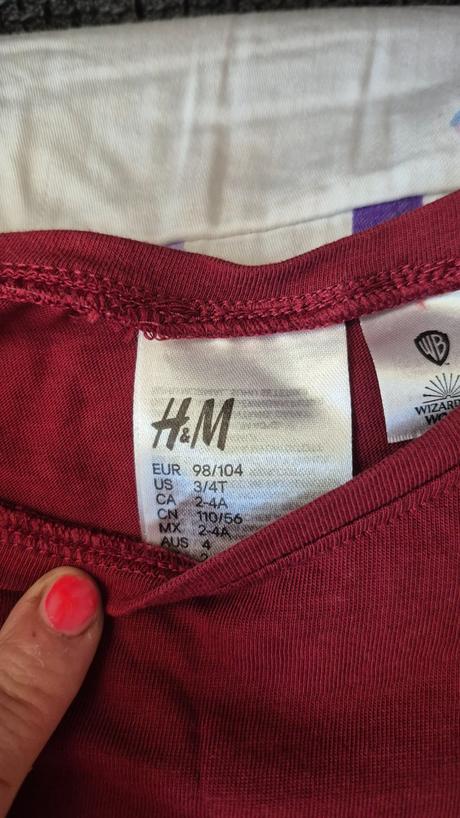 H&M
EUR 98/104
US 3/4T
CA 2-4A
CN 110/56
MX 2-4A
AUS 4
WB
WIZARD